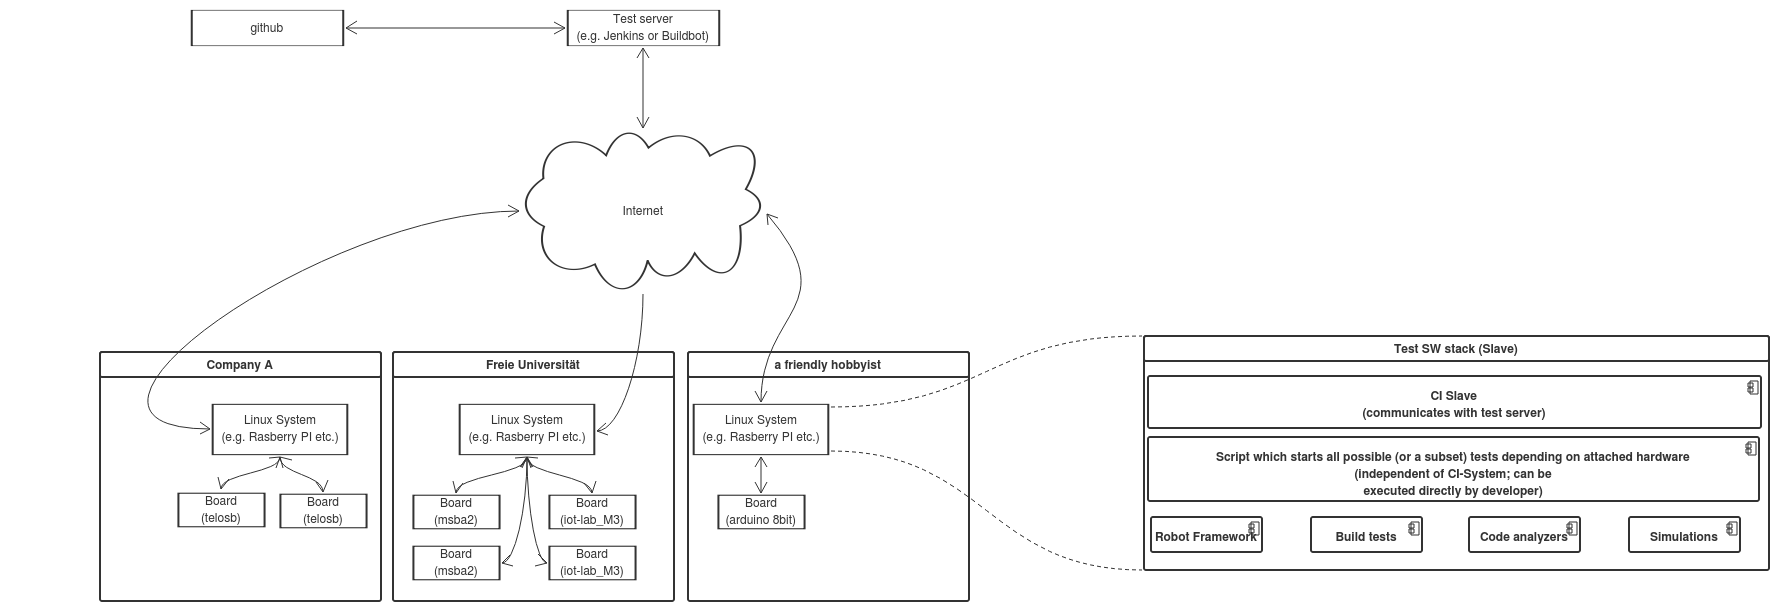 github
Test server
(e.g. Jenkins or Buildbot)
Internet
Company A
Linux System
(e.g. Rasberry PI etc.)
Board
(telosb)
Board
(telosb)
Freie Universität
Linux System
(e.g. Rasberry PI etc.)
Board
(msba2)
Board
(iot-lab_M3)
Board
(msba2)
Board
(iot-lab_M3)
a friendly hobbyist
Linux System
(e.g. Rasberry PI etc.)
Board
(arduino 8bit)
Test SW stack (Slave)
CI Slave
(communicates with test server)
Script which starts all possible (or a subset) tests depending on attached hardware
(independent of CI-System; can be
executed directly by developer)
Robot Framework
Build tests
Code analyzers
Simulations